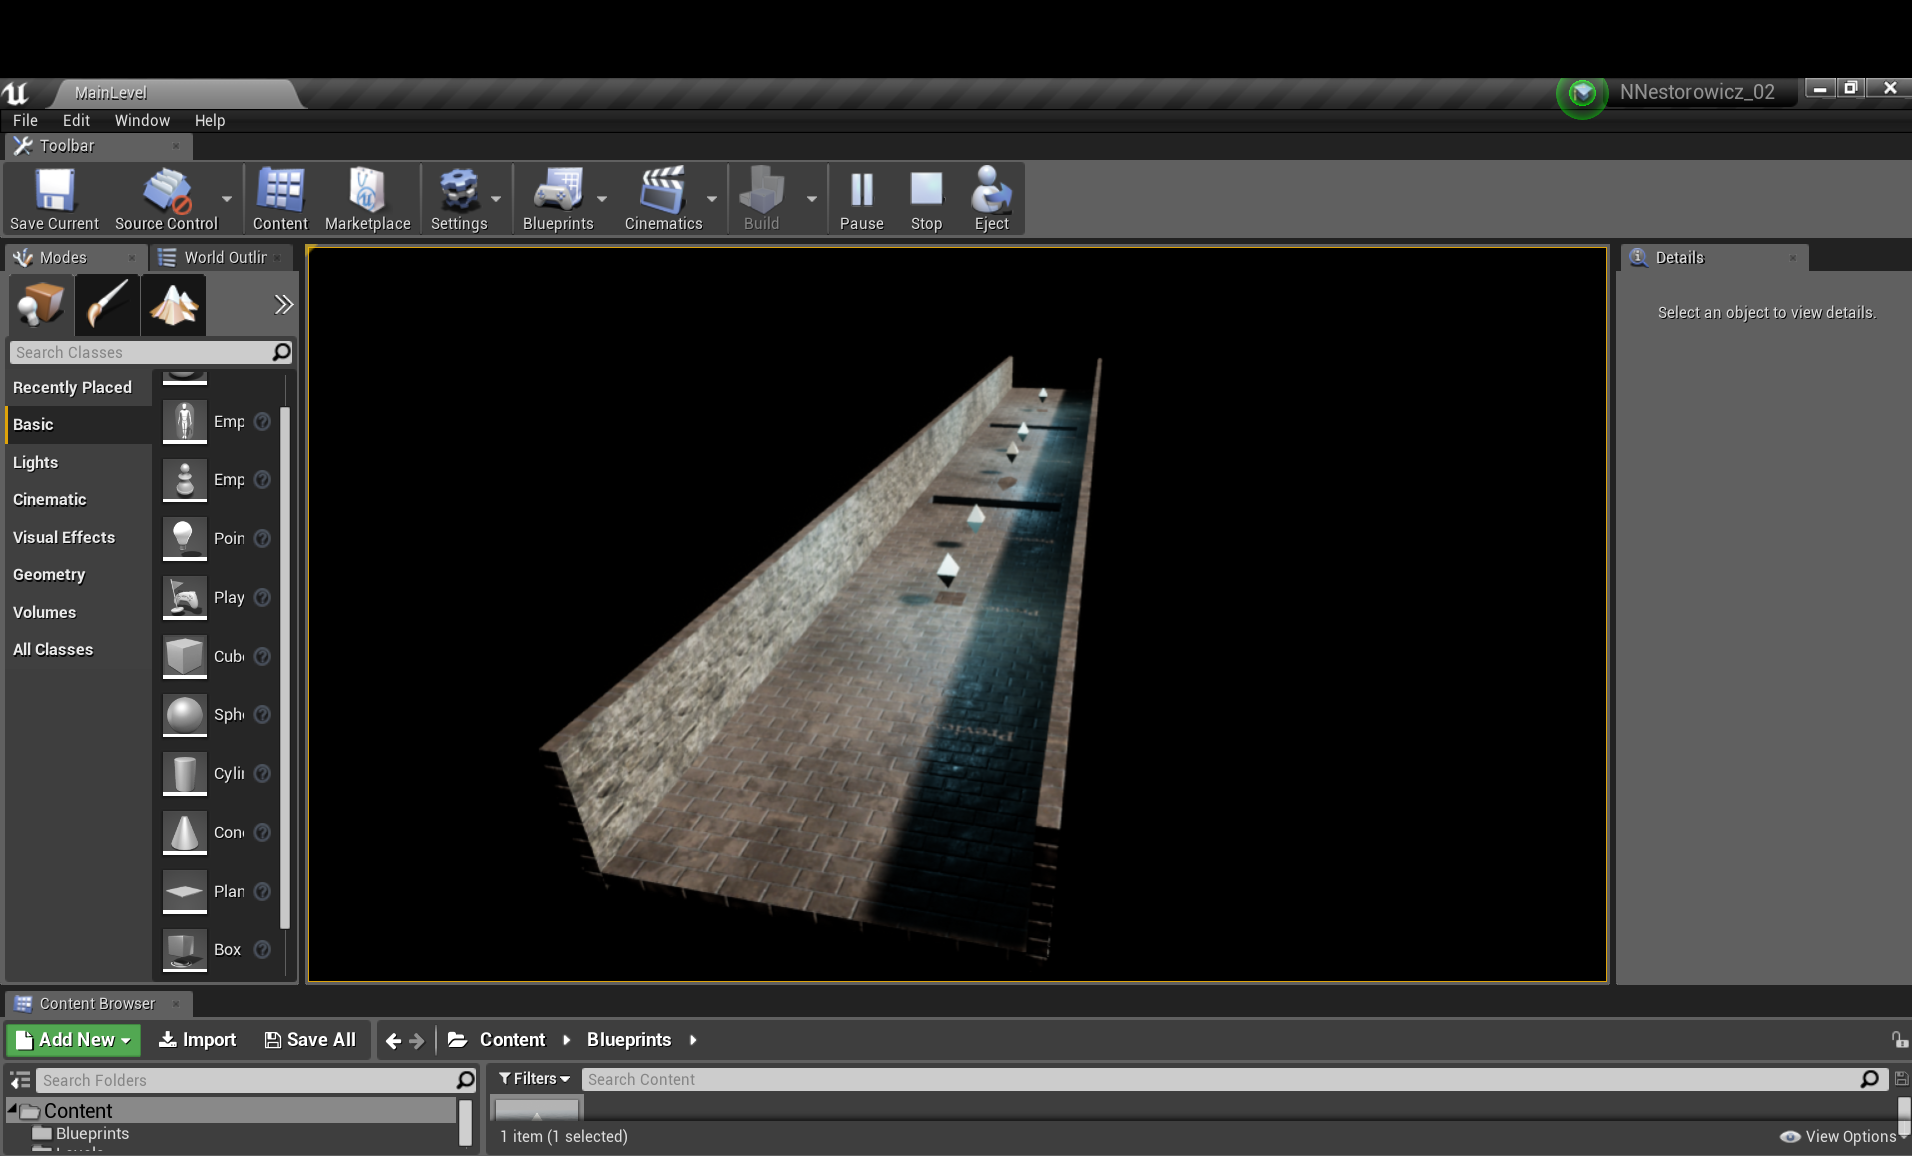 MainLevel
NNestorowicz_02
File Edit Window Help
Toolbar
Save Current Source Control Content Marketplace Settings Blueprints Cinematics Build Pause Stop Eject
Modes World Outlir Details
Select an object to view details.
Search Classes
Recently Placed
Basic
Lights
Cinematic
Visual Effects
Geometry
Volumes
All Classes
Emp
Emp
Poin
Play
Cub
Sph
Cyli
Con
Plan
Box
Preview
Content Browser
Add New Import Save All Content Blueprints
Search Folders Filters Search Content
Content
Blueprints
1 item (1 selected) View Options